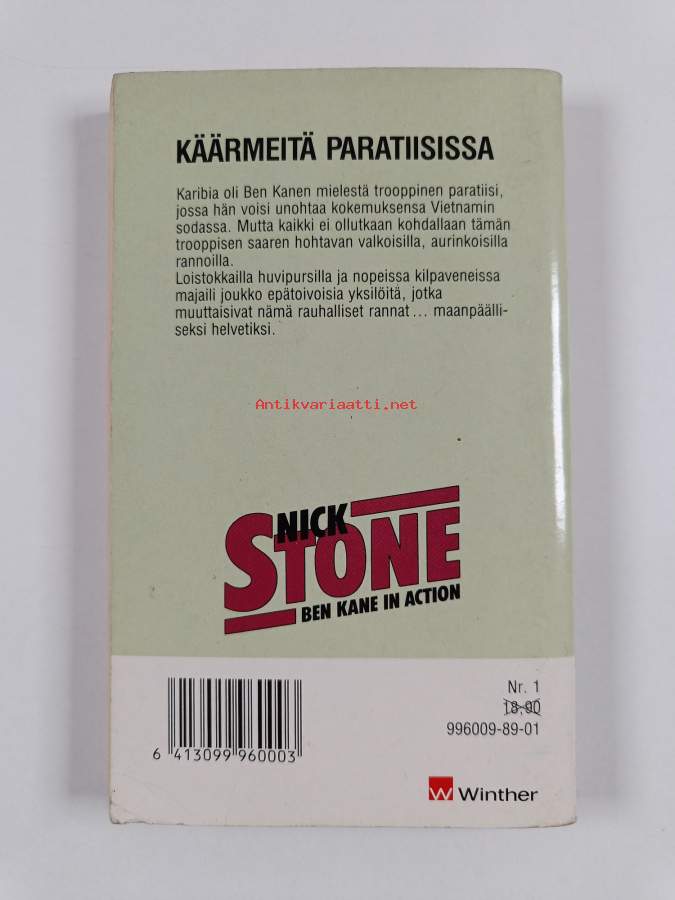 KÄÄRMEITÄ PARATIISISSA
Karibia oli Ben Kanen mielestä trooppinen paratiisi,
jossa hän voisi unohtaa kokemuksensa Vietnamin
sodassa. Mutta kaikki ei ollutkaan kohdallaan tämän
trooppisen saaren hohtavan valkoisilla, aurinkoisilla
rannoilla.
Loistokkailla huvipursilla ja nopeissa kilpaveneissa
majaili joukko epätoivoisia yksilöitä, jotka
muuttaisivat nämä rauhalliset rannat ... maanpäälli-
seksi helvetiksi.
Antikvariaatti.net
NICK
STONE
BEN KANE IN ACTION
Nr. 1
18,90
996009-89-01
6 413099 960003
W Winther